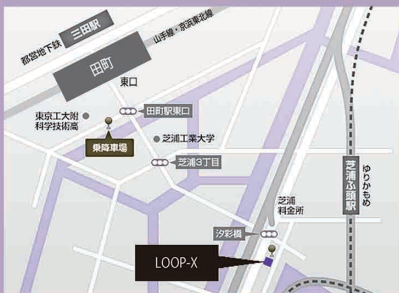 都営地下鉄
三田駅
山手線・京浜東北線
田町
東口
田町駅東口
東京工大附
科学技術高
乗降車場
芝浦工業大学
芝浦3丁目
ゆりかもめ
芝浦ふ頭駅
芝浦
料金所
汐彩橋
LOOP-X